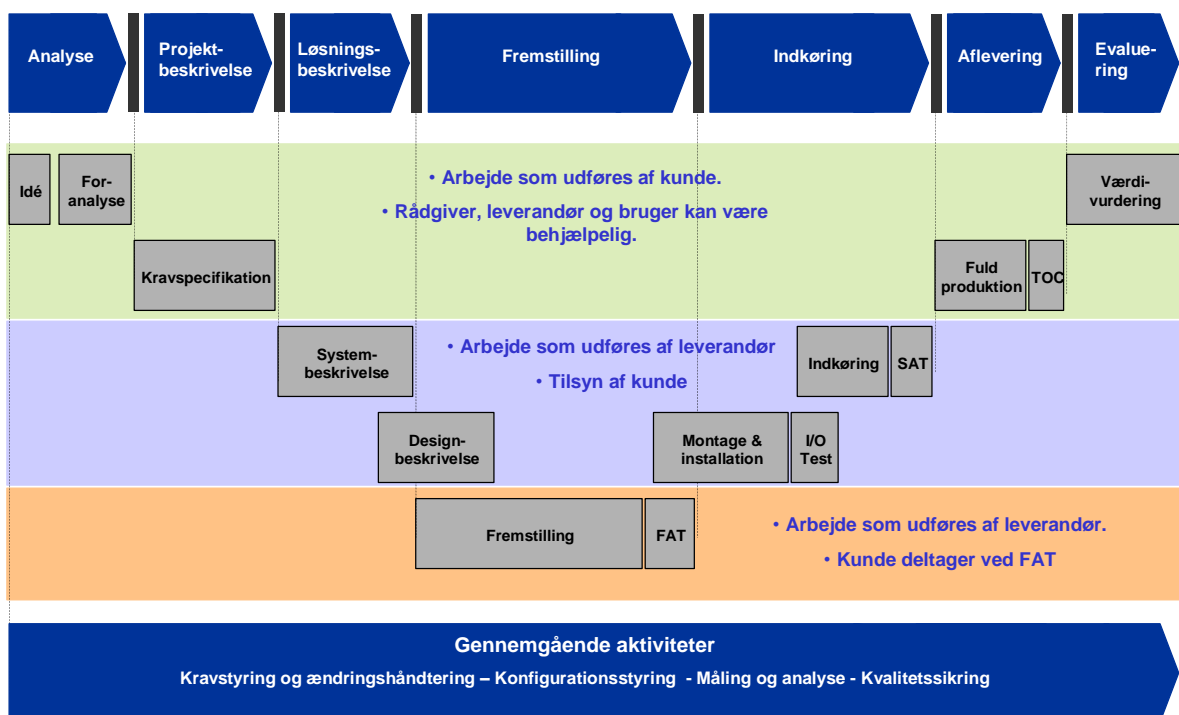 Analyse
Projekt-
beskrivelse
Løsnings-
beskrivelse
Fremstilling
Indkøring
Aflevering
Evalue-
ring
Idé
For-
analyse
• Arbejde som udføres af kunde.
• Rådgiver, leverandør og bruger kan være
behjælpelig.
Værdi-
vurdering
Kravspecifikation
Fuld
produktion
TOC
System-
beskrivelse
• Arbejde som udføres af leverandør
• Tilsyn af kunde
Indkøring
SAT
Design-
beskrivelse
Montage &
installation
I/O
Test
Fremstilling
FAT
• Arbejde som udføres af leverandør.
• Kunde deltager ved FAT
Gennemgående aktiviteter
Kravstyring og ændringshåndtering – Konfigurationsstyring - Måling og analyse - Kvalitetssikring